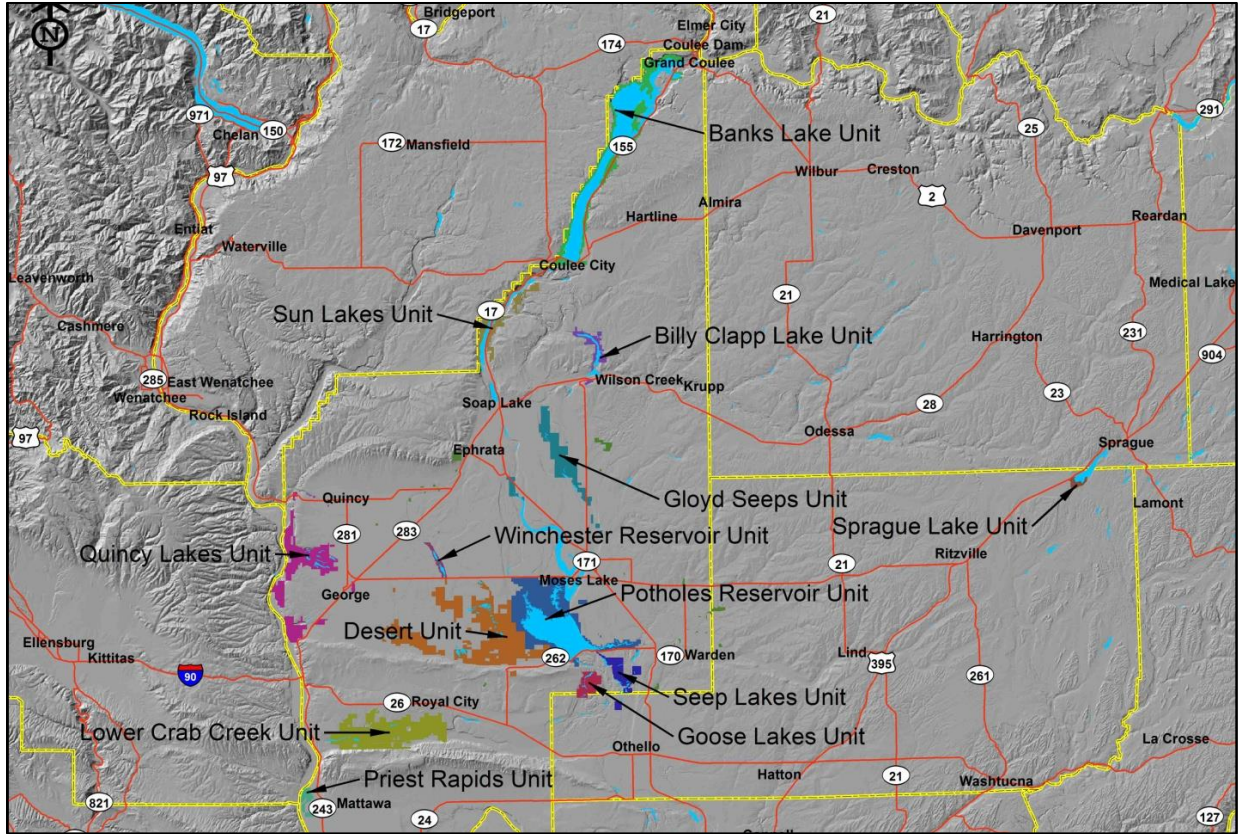 N
Bridgeport
17
21
Elmer City
174
Coulee Dam
Grand Coulee
971
Chelan
150
Banks Lake Unit
25
291
172
Mansfield
155
97
Wilbur
Creston
2
Almira
Hartline
Reardan
Entiat
Waterville
Davenport
Leavenworth
Coulee City
Medical Lake
21
17
Sun Lakes Unit
Cashmere
Billy Clapp Lake Unit
Harrington
231
904
285
East Wenatchee
Wenatchee
Wilson Creek
Krupp
Rock Island
Soap Lake
28
23
97
Odessa
Sprague
Ephrata
Quincy
Gloyd Seeps Unit
Sprague Lake Unit
Lamont
281
283
Winchester Reservoir Unit
Quincy Lakes Unit
171
21
Ritzville
Moses Lake
George
Potholes Reservoir Unit
Desert Unit
Ellensburg
Kittitas
262
170
Warden
Lind
395
90
261
Seep Lakes Unit
26
Royal City
Lower Crab Creek Unit
Goose Lakes Unit
Othello
La Crosse
Hatton
21
Washtucna
Priest Rapids Unit
821
243
Mattawa
24
127